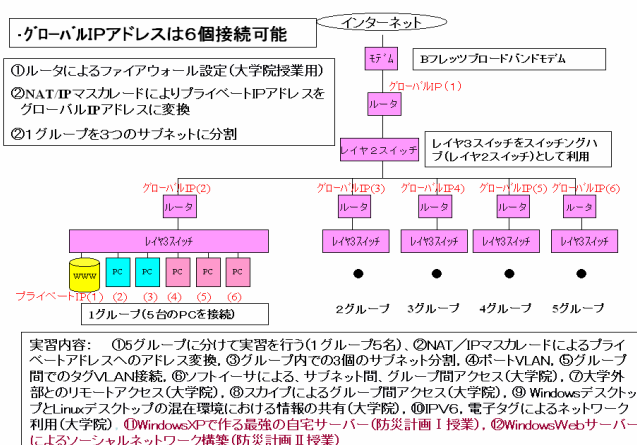 インターネット
・グローバルIPアドレスは6個接続可能
モデム
Bフレッツブロードバンドモデム
①ルータによるファイアウォール設定(大学院授業用)
②NAT/IPマスカレードによりプライベートIPアドレスを
グローバルIPアドレスに変換
②1グループを3つのサブネットに分割
グローバルIP(1)
ルータ
レイヤ2スイッチ
レイヤ3スイッチをスイッチングハ
ブ(レイヤ2スイッチ)として利用
グローバルIP(2)
グローバルIP(3)
グローバルIP4)
グローバルIP(5)
グローバルIP(6)
ルータ
ルータ
ルータ
ルータ
ルータ
レイヤ3スイッチ
レイヤ3スイッチ
レイヤ3スイッチ
レイヤ3スイッチ
レイヤ3スイッチ
WWW
PC
PC
PC
PC
PC
プライベートIP(1)
(2)
(3)
(4)
(5)
(6)
1グループ(5台のPCを接続)
2グループ
3グループ
4グループ
5グループ
実習内容: ①5グループに分けて実習を行う(1グループ5名)、②NAT/IPマスカレードによるプライ
ベートアドレスへのアドレス変換、③グループ内での3個のサブネット分割、④ポートVLAN、⑤グループ
間でのタグVLAN接続、⑥ソフトイーサによる、サブネット間、グループ間アクセス(大学院)、⑦大学外
部とのリモートアクセス(大学院)、⑧スカイプによるグループ間アクセス(大学院)、⑨Windowsデスクトッ
プとLinuxデスクトップの混在環境における情報の共有(大学院)、⑩IPV6、電子タグによるネットワーク
利用(大学院)、⑪WindowsXPで作る最強の自宅サーバー(防災計画Ⅰ授業)、⑫WindowsWebサーバー
によるソーシャルネットワーク構築(防災計画Ⅱ授業)